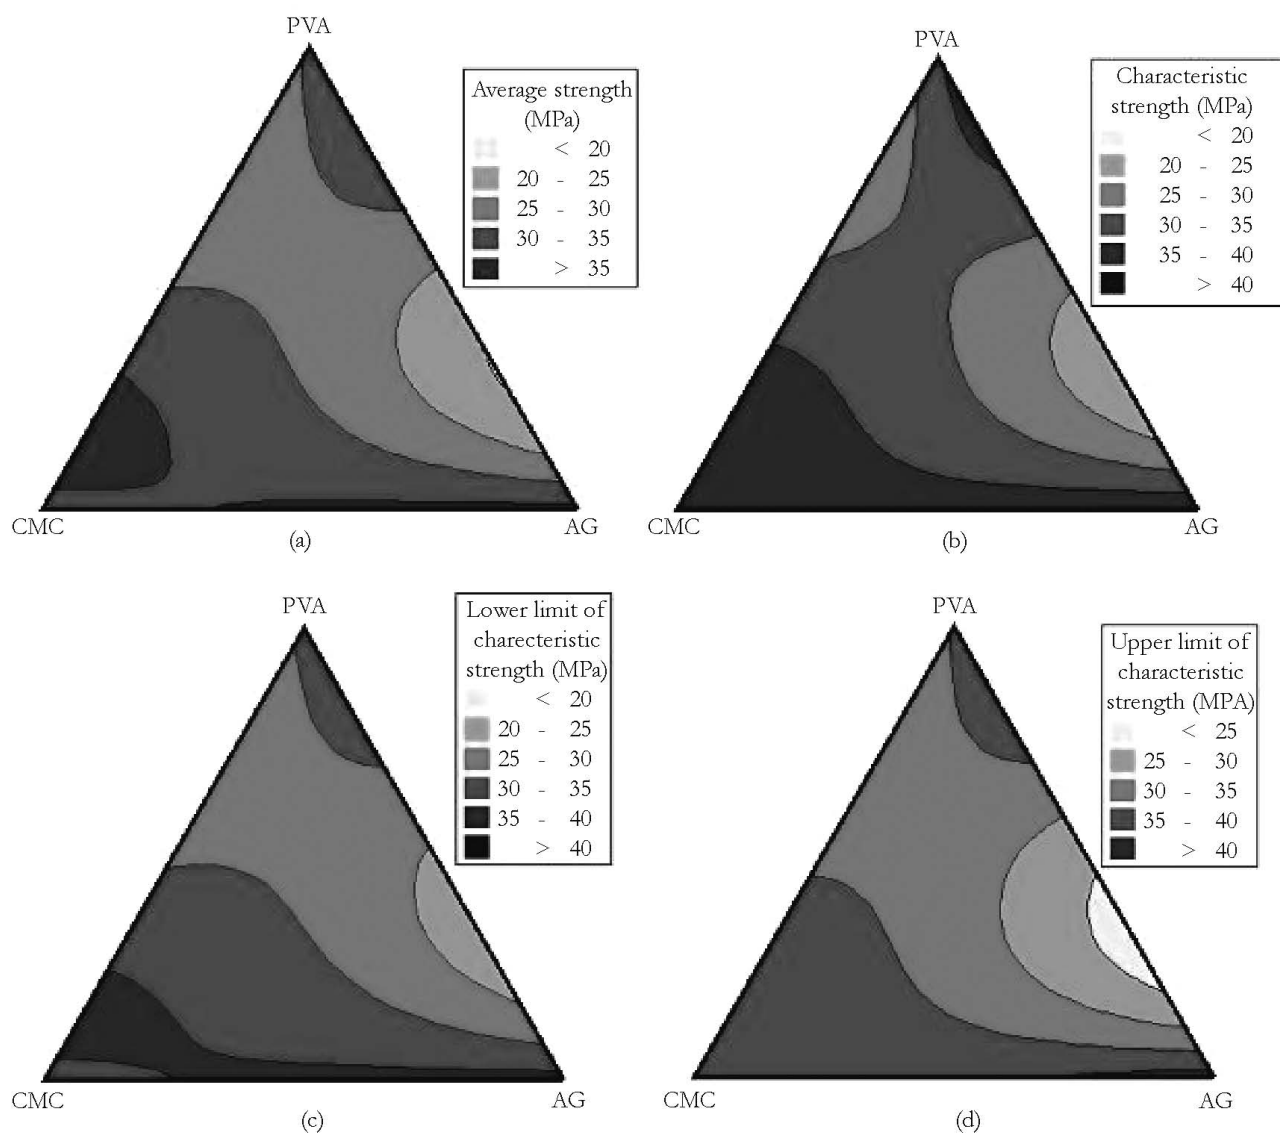 PVA
Average strength
(MPa)
< 20
20 - 25
25 - 30
30 - 35
> 35
CMC
AG
(a)
PVA
Characteristic
strength (MPa)
< 20
20 - 25
25 - 30
30 - 35
35 - 40
> 40
CMC
AG
(b)
PVA
Lower limit of
charecteristic
strength (MPa)
< 20
20 - 25
25 - 30
30 - 35
35 - 40
> 40
CMC
AG
(c)
PVA
Upper limit of
characteristic
strength (MPA)
< 25
25 - 30
30 - 35
35 - 40
> 40
CMC
AG
(d)